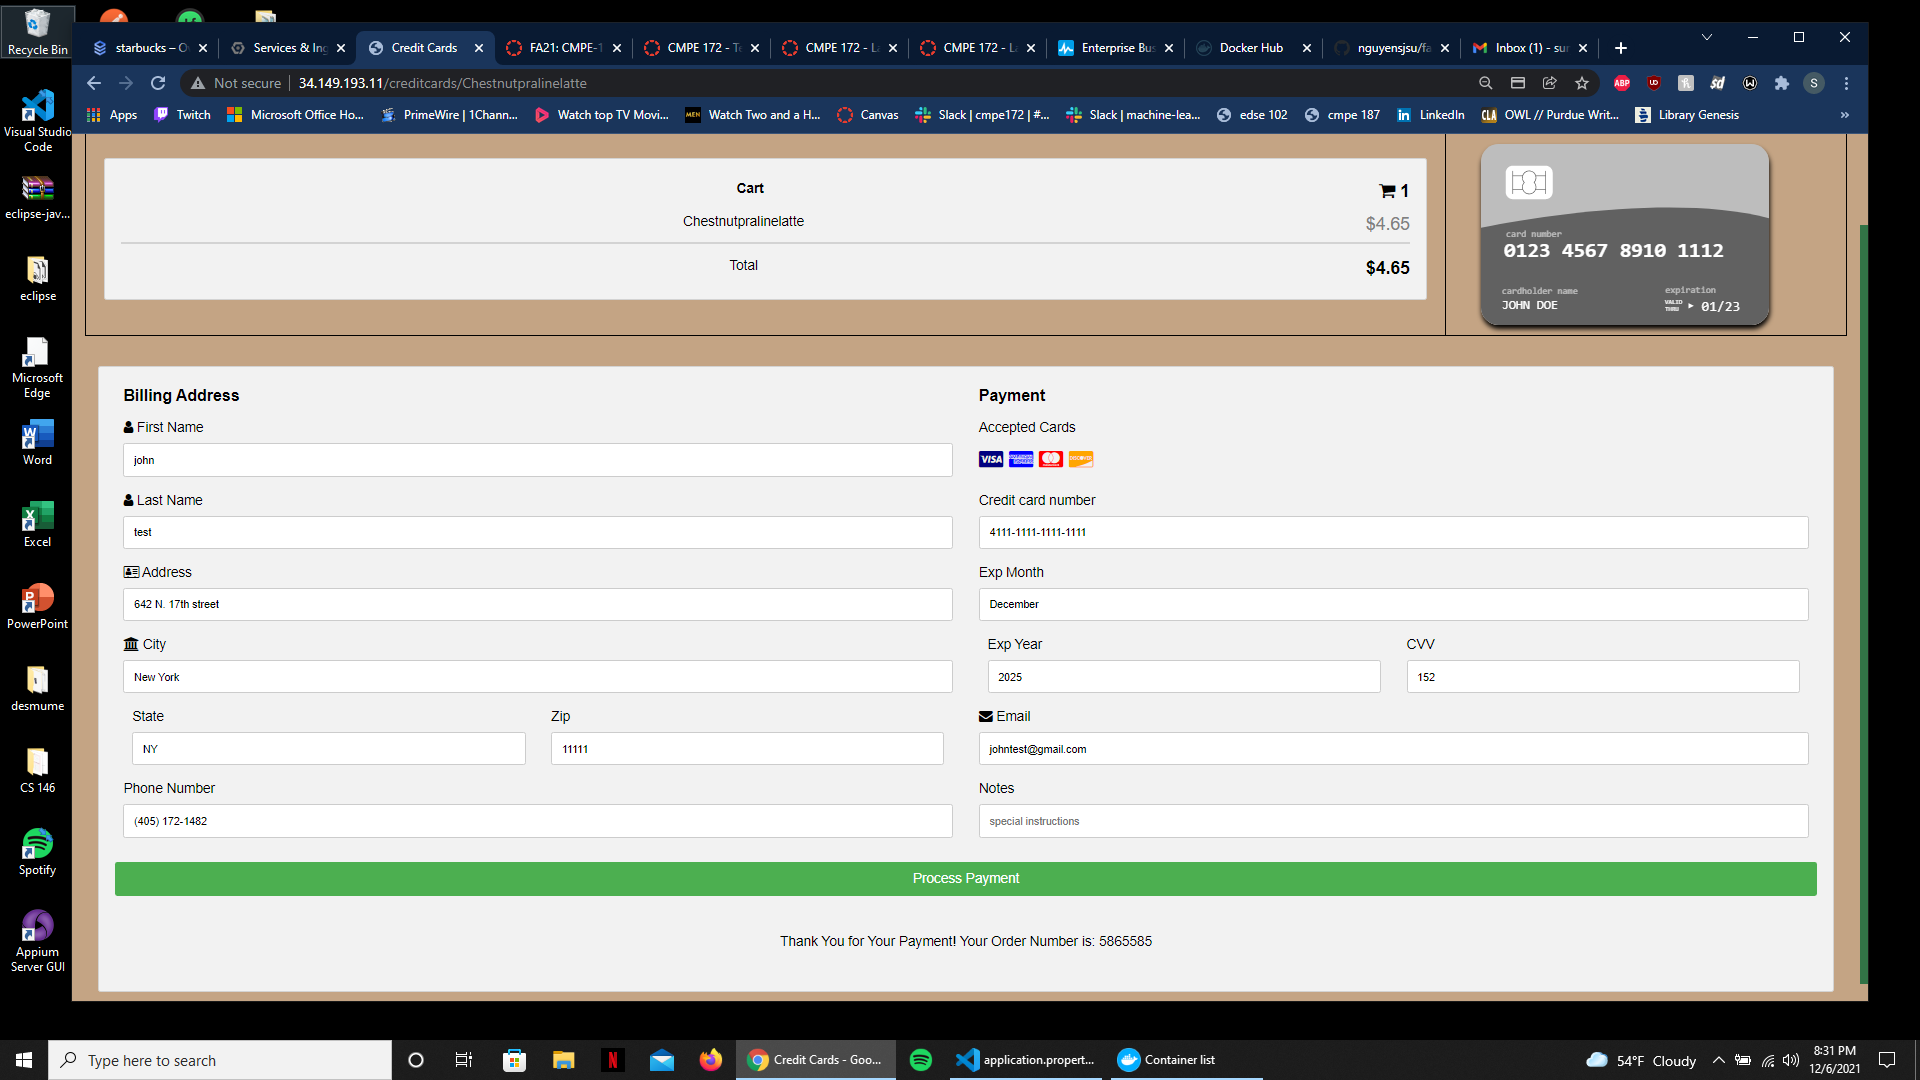 Recycle Bin
Visual Studio Code
eclipse-jav...
eclipse
Microsoft Edge
Word
Excel
PowerPoint
desmume
CS 146
Spotify
Appium Server GUI
starbucks – O
Services & Ing
Credit Cards
FA21: CMPE-1
CMPE 172 - Te
CMPE 172 - La
CMPE 172 - La
Enterprise Bus
Docker Hub
nguyensjsu/fa
Inbox (1) - sur
Not secure
34.149.193.11/creditcards/Chestnutpralinelatte
ABP
S
Apps
Twitch
Microsoft Office Ho...
PrimeWire | 1Chann...
Watch top TV Movi...
MEN
Watch Two and a H...
Canvas
Slack | cmpe172 | #...
Slack | machine-lea...
edse 102
cmpe 187
LinkedIn
CLA
OWL // Purdue Writ...
Library Genesis
»
Cart
1
Chestnutpralinelatte
$4.65
Total
$4.65
card number
0123 4567 8910 1112
cardholder name
JOHN DOE
expiration
VALID THRU
01/23
Billing Address
First Name
john
Last Name
test
Address
642 N. 17th street
City
New York
State
Zip
NY
11111
Phone Number
(405) 172-1482
Payment
Accepted Cards
VISA
DISCOVER
Credit card number
4111-1111-1111-1111
Exp Month
December
Exp Year
CVV
2025
152
Email
johntest@gmail.com
Notes
special instructions
Process Payment
Thank You for Your Payment! Your Order Number is: 5865585
Type here to search
Credit Cards - Goo...
application.propert...
Container list
54°F Cloudy
8:31 PM
12/6/2021